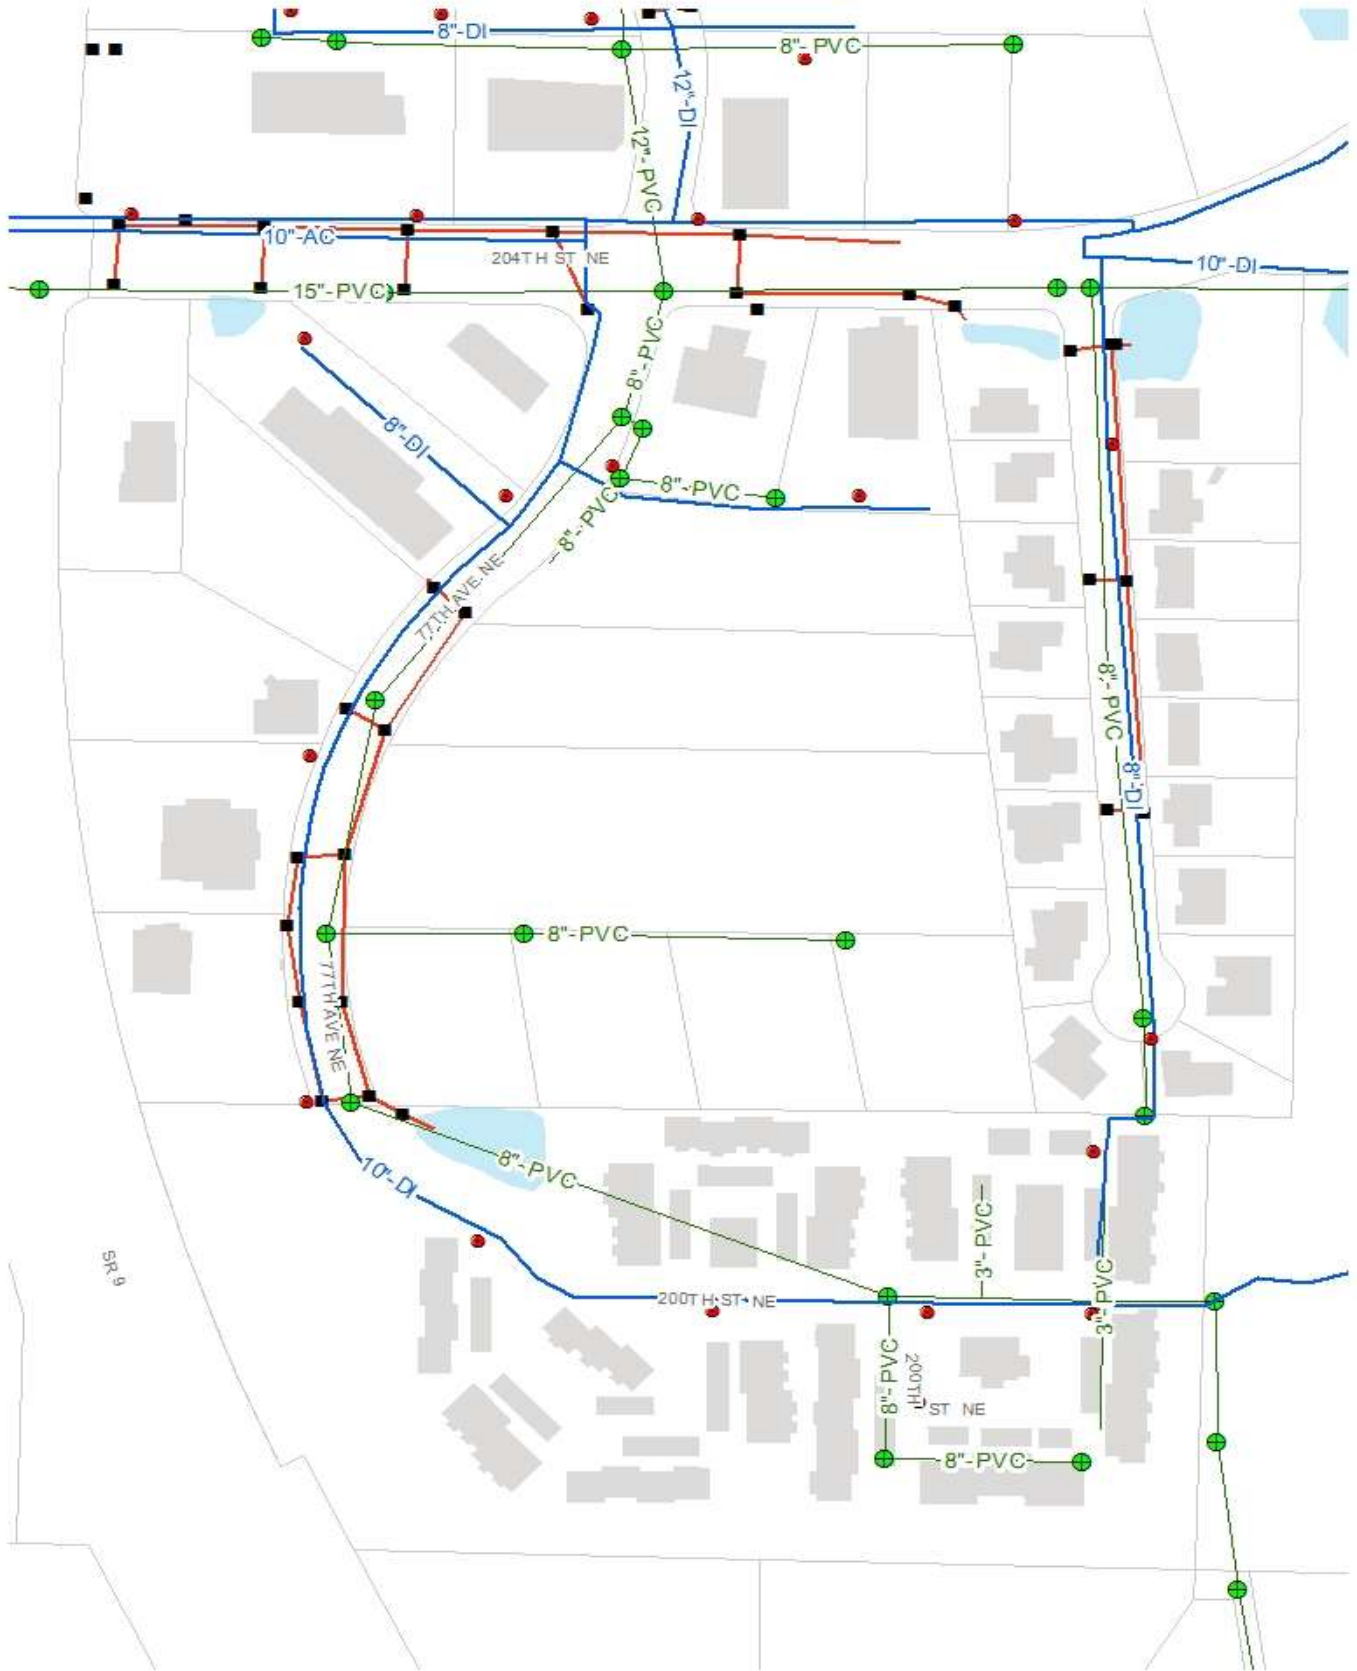 8"-DI
8"- PVC
12"-DI
12"- PVC
10"-AC
204TH ST NE
10"-DI
15"-PVC
8"-PVC
8"-DI
8"-PVC
8"-PVC
77TH AVE NE
8"- PVC
8"-DI
8"-PVC
77TH AVE NE
8"-PVC
10"-DI
3"-PVC
SR 9
3"-PVC
200TH ST NE
8"-PVC
200TH
ST NE
8"-PVC